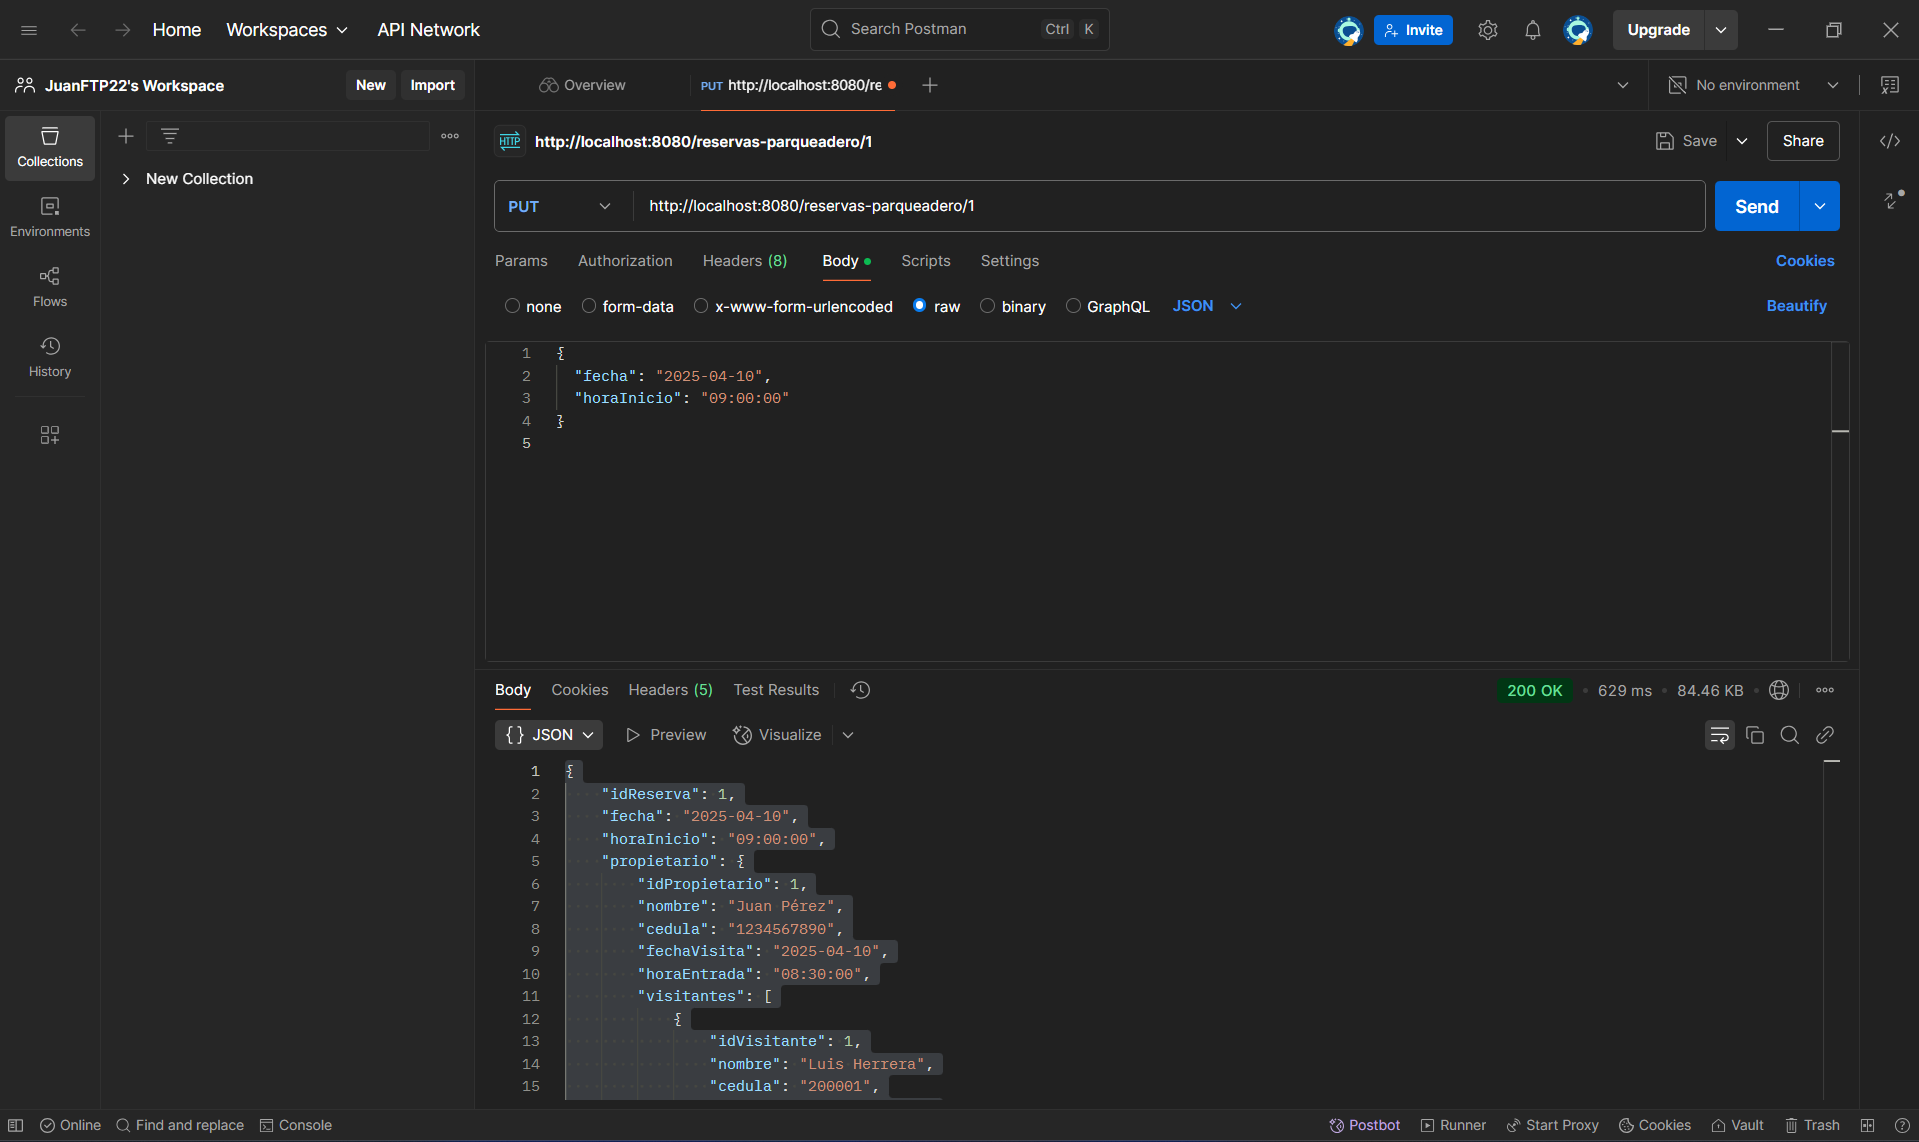 Home Workspaces API Network Search Postman Ctrl K Invite Upgrade
JuanFTP22's Workspace New Import Overview PUT http://localhost:8080/re No environment
HTTP http://localhost:8080/reservas-parqueadero/1 Save Share
Collections
New Collection
PUT http://localhost:8080/reservas-parqueadero/1 Send
Environments
Params Authorization Headers (8) Body Scripts Settings Cookies
Flows
none form-data x-www-form-urlencoded raw binary GraphQL JSON Beautify
History
1 {
2 "fecha": "2025-04-10",
3 "horaInicio": "09:00:00"
4 }
5
Body Cookies Headers (5) Test Results 200 OK • 629 ms • 84.46 KB •
{} JSON Preview Visualize
1 {
2 "idReserva": 1,
3 "fecha": "2025-04-10",
4 "horaInicio": "09:00:00",
5 "propietario": {
6 "idPropietario": 1,
7 "nombre": "Juan Pérez",
8 "cedula": "1234567890",
9 "fechaVisita": "2025-04-10",
10 "horaEntrada": "08:30:00",
11 "visitantes": [
12 {
13 "idVisitante": 1,
14 "nombre": "Luis Herrera",
15 "cedula": "200001",
Online Find and replace Console Postbot Runner Start Proxy Cookies Vault Trash